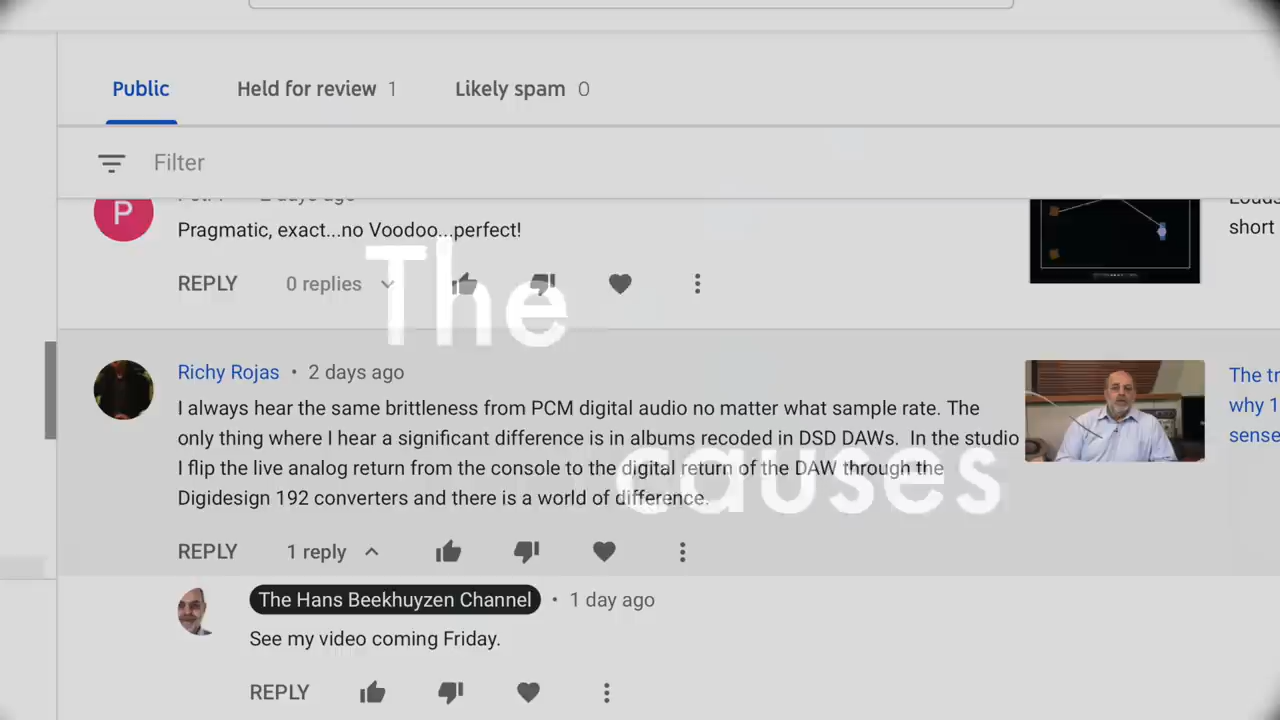 Public
Held for review 1
Likely spam 0
Filter
P
2 days ago
Pragmatic, exact...no Voodoo...perfect!
short
REPLY
0 replies
The
Richy Rojas • 2 days ago
I always hear the same brittleness from PCM digital audio no matter what sample rate. The
only thing where I hear a significant difference is in albums recoded in DSD DAWs. In the studio
I flip the live analog return from the console to the digital return of the DAW through the
Digidesign 192 converters and there is a world of difference.
The tr
why 1
sense
causes
REPLY
1 reply
The Hans Beekhuyzen Channel • 1 day ago
See my video coming Friday.
REPLY